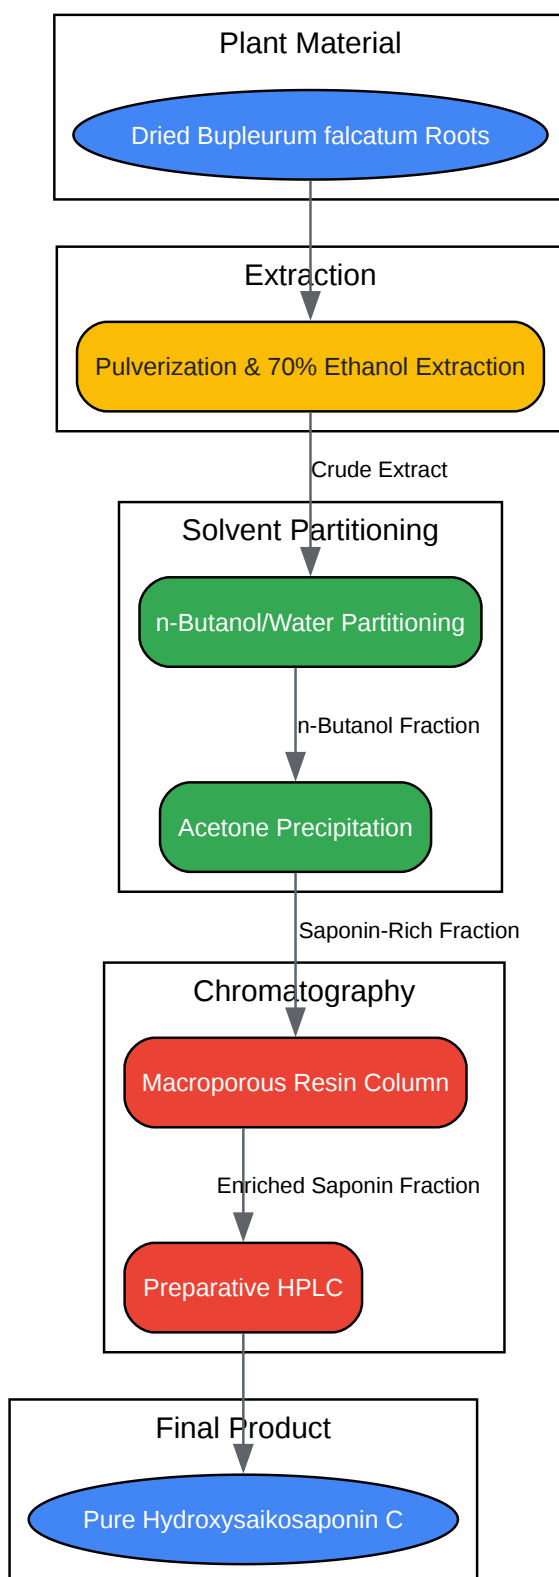 Plant Material
Dried Bupleurum falcatum Roots
Extraction
Pulverization & 70% Ethanol Extraction
Crude Extract
Solvent Partitioning
n-Butanol/Water Partitioning
n-Butanol Fraction
Acetone Precipitation
Saponin-Rich Fraction
Chromatography
Macroporous Resin Column
Enriched Saponin Fraction
Preparative HPLC
Final Product
Pure Hydroxysaikosaponin C